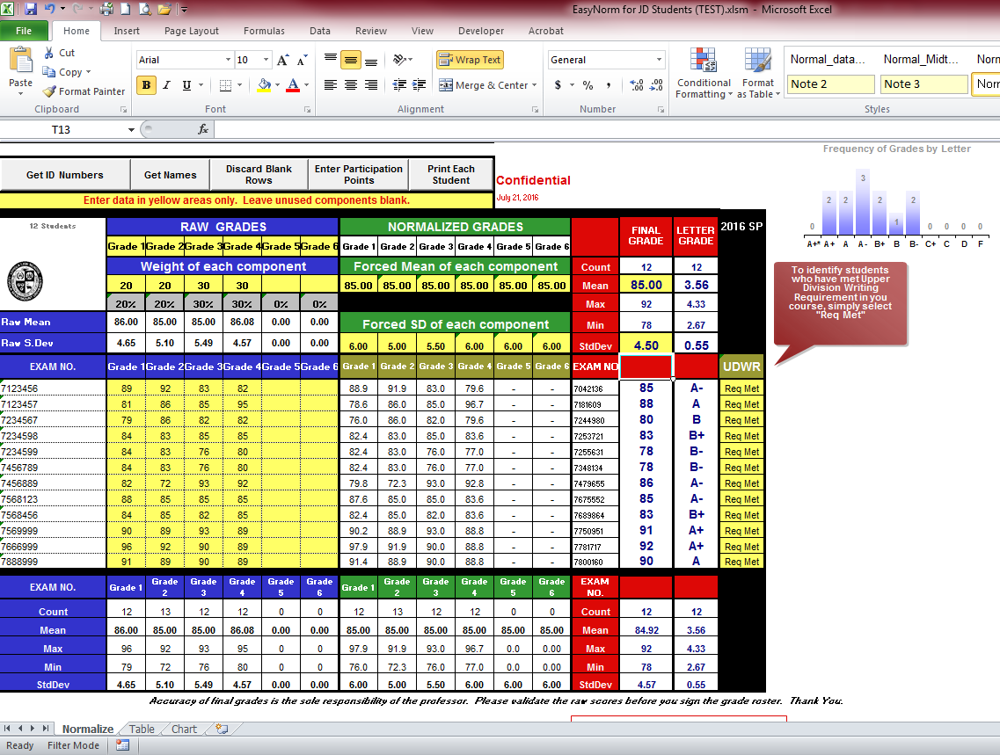 EasyNorm for JD Students (TEST).xlsm - Microsoft Excel
File Home Insert Page Layout Formulas Data Review View Developer Acrobat
Paste
Cut
Copy
Format Painter
Clipboard
Arial 10
B I U
Font
Wrap Text
Merge & Center
Alignment
General
$ % ,
Number
Conditional Formatting
Format as Table
Normal_data... Normal_Midt... Norn
Note 2 Note 3 Nor
Styles
T13 fx
Get ID Numbers Get Names Discard Blank Rows Enter Participation Points Print Each Student
Confidential
Enter data in yellow areas only. Leave unused components blank.
July 21, 2016
Frequency of Grades by Letter
0 2 2 3 2 1 2 0 0 0 0
A+* A+ A A- B+ B B- C+ C D F
To identify students
who have met Upper
Division Writing
Requirement in you
course, simply select
"Req Met"
12 Students RAW GRADES NORMALIZED GRADES FINAL GRADE LETTER GRADE 2016 SP
Grade 1 Grade 2 Grade 3 Grade 4 Grade 5 Grade 6 Grade 1 Grade 2 Grade 3 Grade 4 Grade 5 Grade 6
Weight of each component Forced Mean of each component Count 12 12
20 20 30 30 85.00 85.00 85.00 85.00 85.00 85.00 Mean 85.00 3.56
20% 20% 30% 30% 0% 0% Max 92 4.33
Raw Mean 86.00 85.00 85.00 86.08 0.00 0.00 Forced SD of each component Min 78 2.67
Raw S.Dev 4.65 5.10 5.49 4.57 0.00 0.00 6.00 5.00 5.50 6.00 6.00 6.00 StdDev 4.50 0.55
EXAM NO. Grade 1 Grade 2 Grade 3 Grade 4 Grade 5 Grade 6 Grade 1 Grade 2 Grade 3 Grade 4 Grade 5 Grade 6 EXAM NO UDWR
7123456 89 92 83 82 88.9 91.9 83.0 79.6 - - 7042136 85 A- Req Met
7123457 81 86 85 95 78.6 86.0 85.0 96.7 - - 7181609 88 A Req Met
7234567 79 86 82 82 76.0 86.0 82.0 79.6 - - 7244980 80 B Req Met
7234598 84 83 85 85 82.4 83.0 85.0 83.6 - - 7253721 83 B+ Req Met
7234599 84 83 76 80 82.4 83.0 76.0 77.0 - - 7255631 78 B- Req Met
7456789 84 83 76 80 82.4 83.0 76.0 77.0 - - 7348134 78 B- Req Met
7456889 82 72 93 92 79.8 72.3 93.0 92.8 - - 7479655 86 A- Req Met
7568123 88 85 85 85 87.6 85.0 85.0 83.6 - - 7675552 85 A- Req Met
7568456 84 85 82 85 82.4 85.0 82.0 83.6 - - 7689864 83 B+ Req Met
7569999 90 89 93 89 90.2 88.9 93.0 88.8 - - 7750951 91 A+ Req Met
7666999 96 92 90 89 97.9 91.9 90.0 88.8 - - 7781717 92 A+ Req Met
7888999 91 89 90 89 91.4 88.9 90.0 88.8 - - 7800160 90 A Req Met
EXAM NO. Grade 1 Grade 2 Grade 3 Grade 4 Grade 5 Grade 6 Grade 1 Grade 2 Grade 3 Grade 4 Grade 5 Grade 6 EXAM NO.
Count 12 13 12 12 0 0 12 13 12 12 0 0 Count 12 12
Mean 86.00 85.00 85.00 86.08 0.00 0.00 85.00 85.00 85.00 85.00 85.00 85.00 Mean 84.92 3.56
Max 96 92 93 95 0 0 97.9 91.9 93.0 96.7 0.0 0.00 Max 92 4.33
Min 79 72 76 80 0 0 76.0 72.3 76.0 77.0 0.0 0.00 Min 78 2.67
StdDev 4.65 5.10 5.49 4.57 0.00 0.00 6.00 5.00 5.50 6.00 6.00 6.00 StdDev 4.57 0.55
Accuracy of final grades is the sole responsibility of the professor. Please validate the raw scores before you sign the grade roster. Thank You.
Normalize Table Chart
Ready Filter Mode